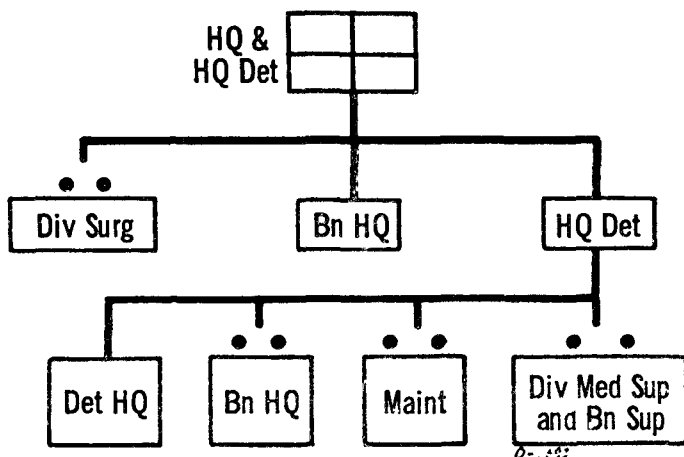 HQ &
HQ Det
Div Surg
Bn HQ
HQ Det
Det HQ
Bn HQ
Maint
Div Med Sup
and Bn Sup